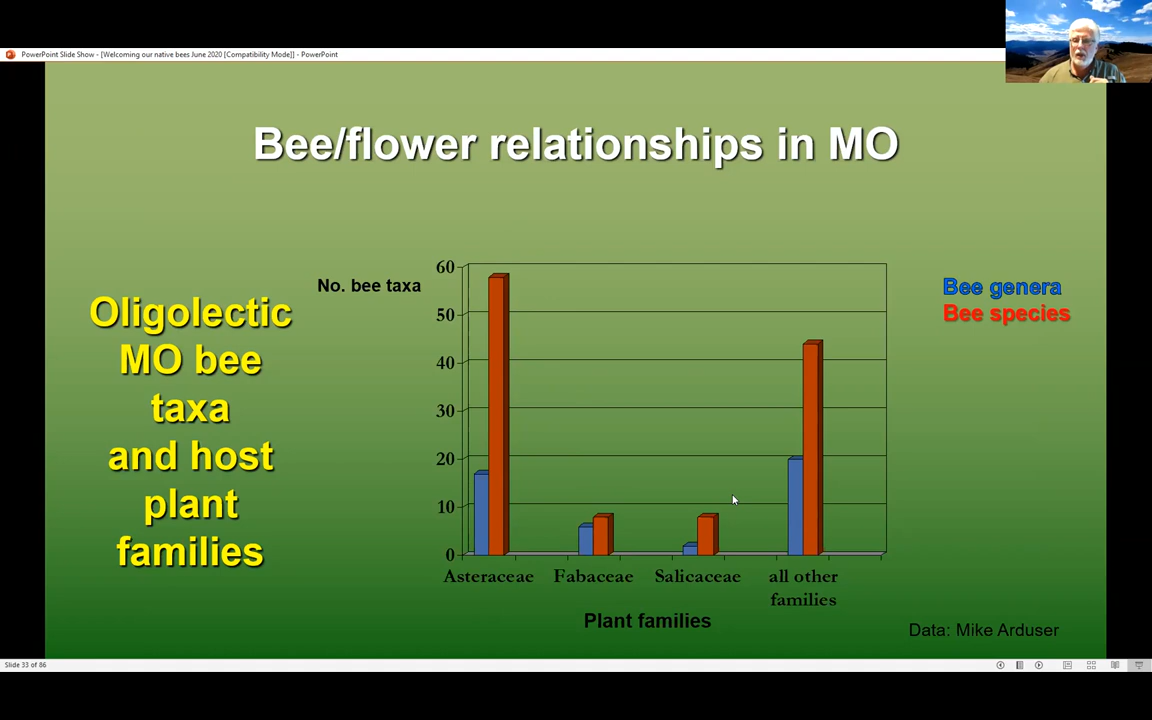 PowerPoint Slide Show - [Welcoming our native bees June 2020 [Compatibility Mode]] - PowerPoint
Bee/flower relationships in MO
Oligolectic
MO bee
taxa
and host
plant
families
No. bee taxa
60
50
40
30
20
10
0
Asteraceae Fabaceae Salicaceae all other
families
Plant families
Bee genera
Bee species
Data: Mike Arduser
Slide 33 of 86